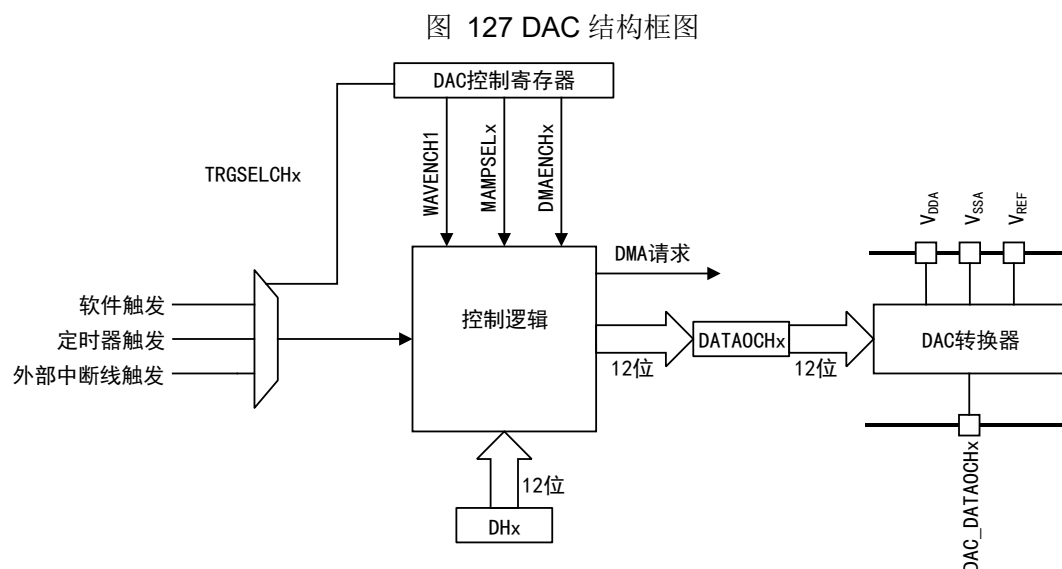 图 127 DAC 结构框图
DAC控制寄存器
TRGSELCHx
WAVENCH1
MAMPSELx
DMAENCHx
VDDA
VSSA
VREF
软件触发
定时器触发
外部中断线触发
控制逻辑
DMA请求
12位
DATAOCHx
12位
DAC转换器
12位
DHx
DAC_DATAOCHx